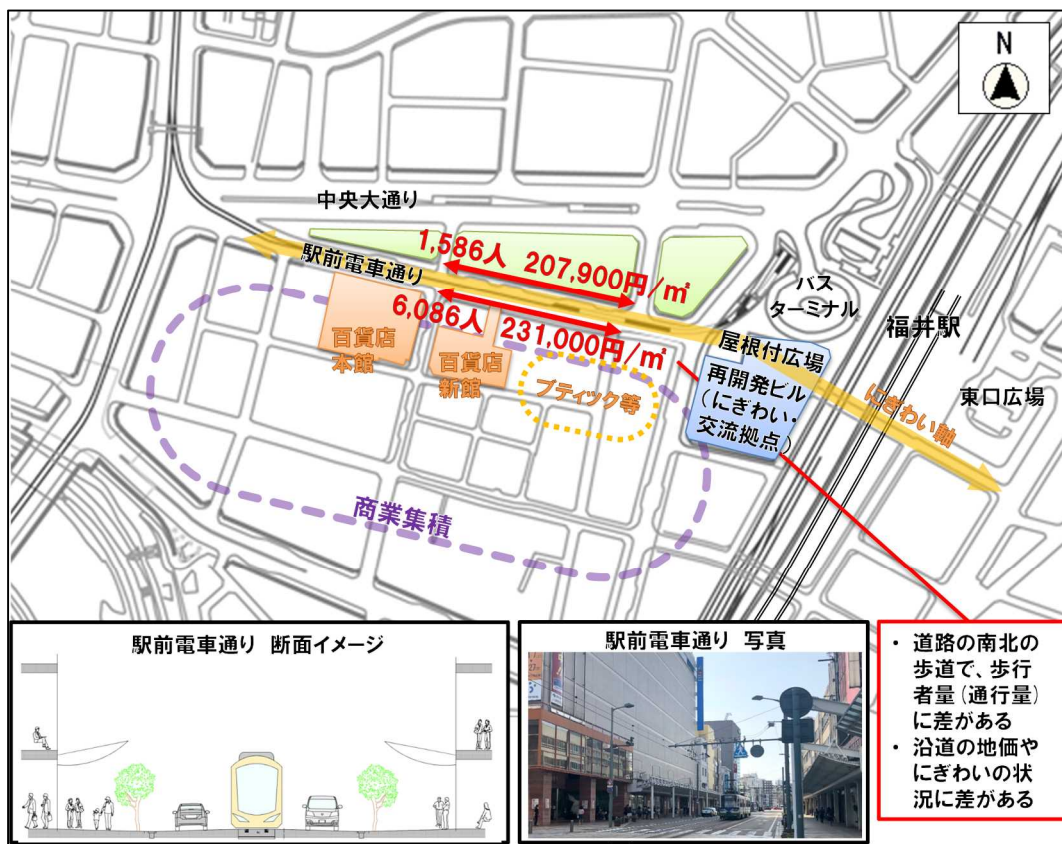 N
中央大通り
1,586人 207,900円/㎡
駅前電車通り
6,086人 231,000円/㎡
バス
ターミナル
福井駅
屋根付広場
百貨店
本館
百貨店
新館
ブティック等
再開発ビル
(にぎわい・
交流拠点)
東口広場
にぎわい軸
商業集積
駅前電車通り 断面イメージ
駅前電車通り 写真
・ 道路の南北の
歩道で、歩行
者量(通行量)
に差がある
・ 沿道の地価や
にぎわいの状
況に差がある